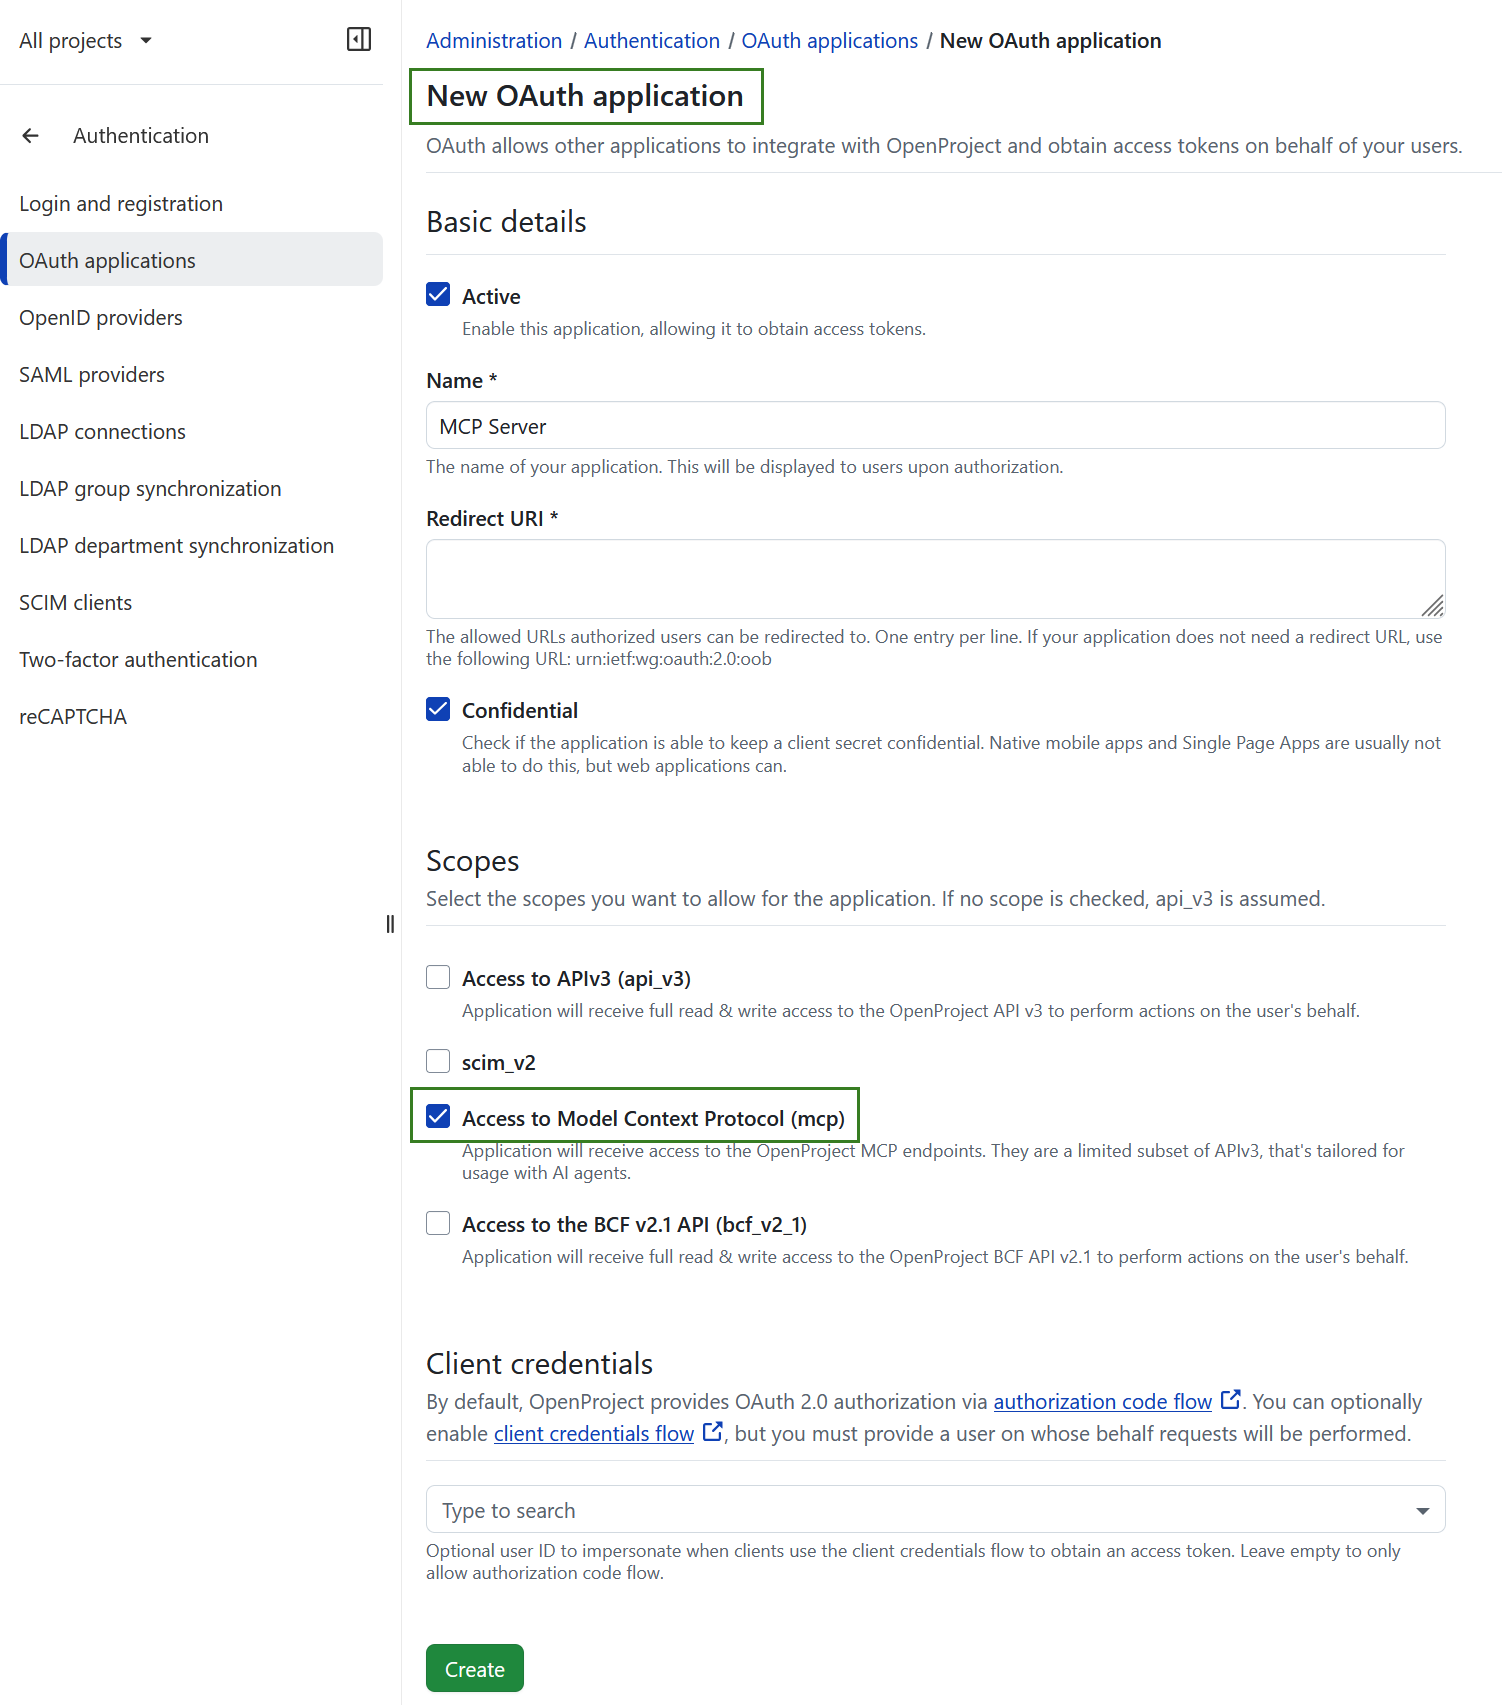 All projects
Authentication
Login and registration
OAuth applications
OpenID providers
SAML providers
LDAP connections
LDAP group synchronization
LDAP department synchronization
SCIM clients
Two-factor authentication
reCAPTCHA
Administration / Authentication / OAuth applications / New OAuth application
New OAuth application
OAuth allows other applications to integrate with OpenProject and obtain access tokens on behalf of your users.
Basic details
Active
Enable this application, allowing it to obtain access tokens.
Name *
MCP Server
The name of your application. This will be displayed to users upon authorization.
Redirect URI *
The allowed URLs authorized users can be redirected to. One entry per line. If your application does not need a redirect URL, use
the following URL: urn:ietf:wg:oauth:2.0:oob
Confidential
Check if the application is able to keep a client secret confidential. Native mobile apps and Single Page Apps are usually not
able to do this, but web applications can.
Scopes
Select the scopes you want to allow for the application. If no scope is checked, api_v3 is assumed.
Access to APIv3 (api_v3)
Application will receive full read & write access to the OpenProject API v3 to perform actions on the user's behalf.
scim_v2
Access to Model Context Protocol (mcp)
Application will receive access to the OpenProject MCP endpoints. They are a limited subset of APIv3, that's tailored for
usage with AI agents.
Access to the BCF v2.1 API (bcf_v2_1)
Application will receive full read & write access to the OpenProject BCF API v2.1 to perform actions on the user's behalf.
Client credentials
By default, OpenProject provides OAuth 2.0 authorization via authorization code flow. You can optionally
enable client credentials flow, but you must provide a user on whose behalf requests will be performed.
Type to search
Optional user ID to impersonate when clients use the client credentials flow to obtain an access token. Leave empty to only
allow authorization code flow.
Create